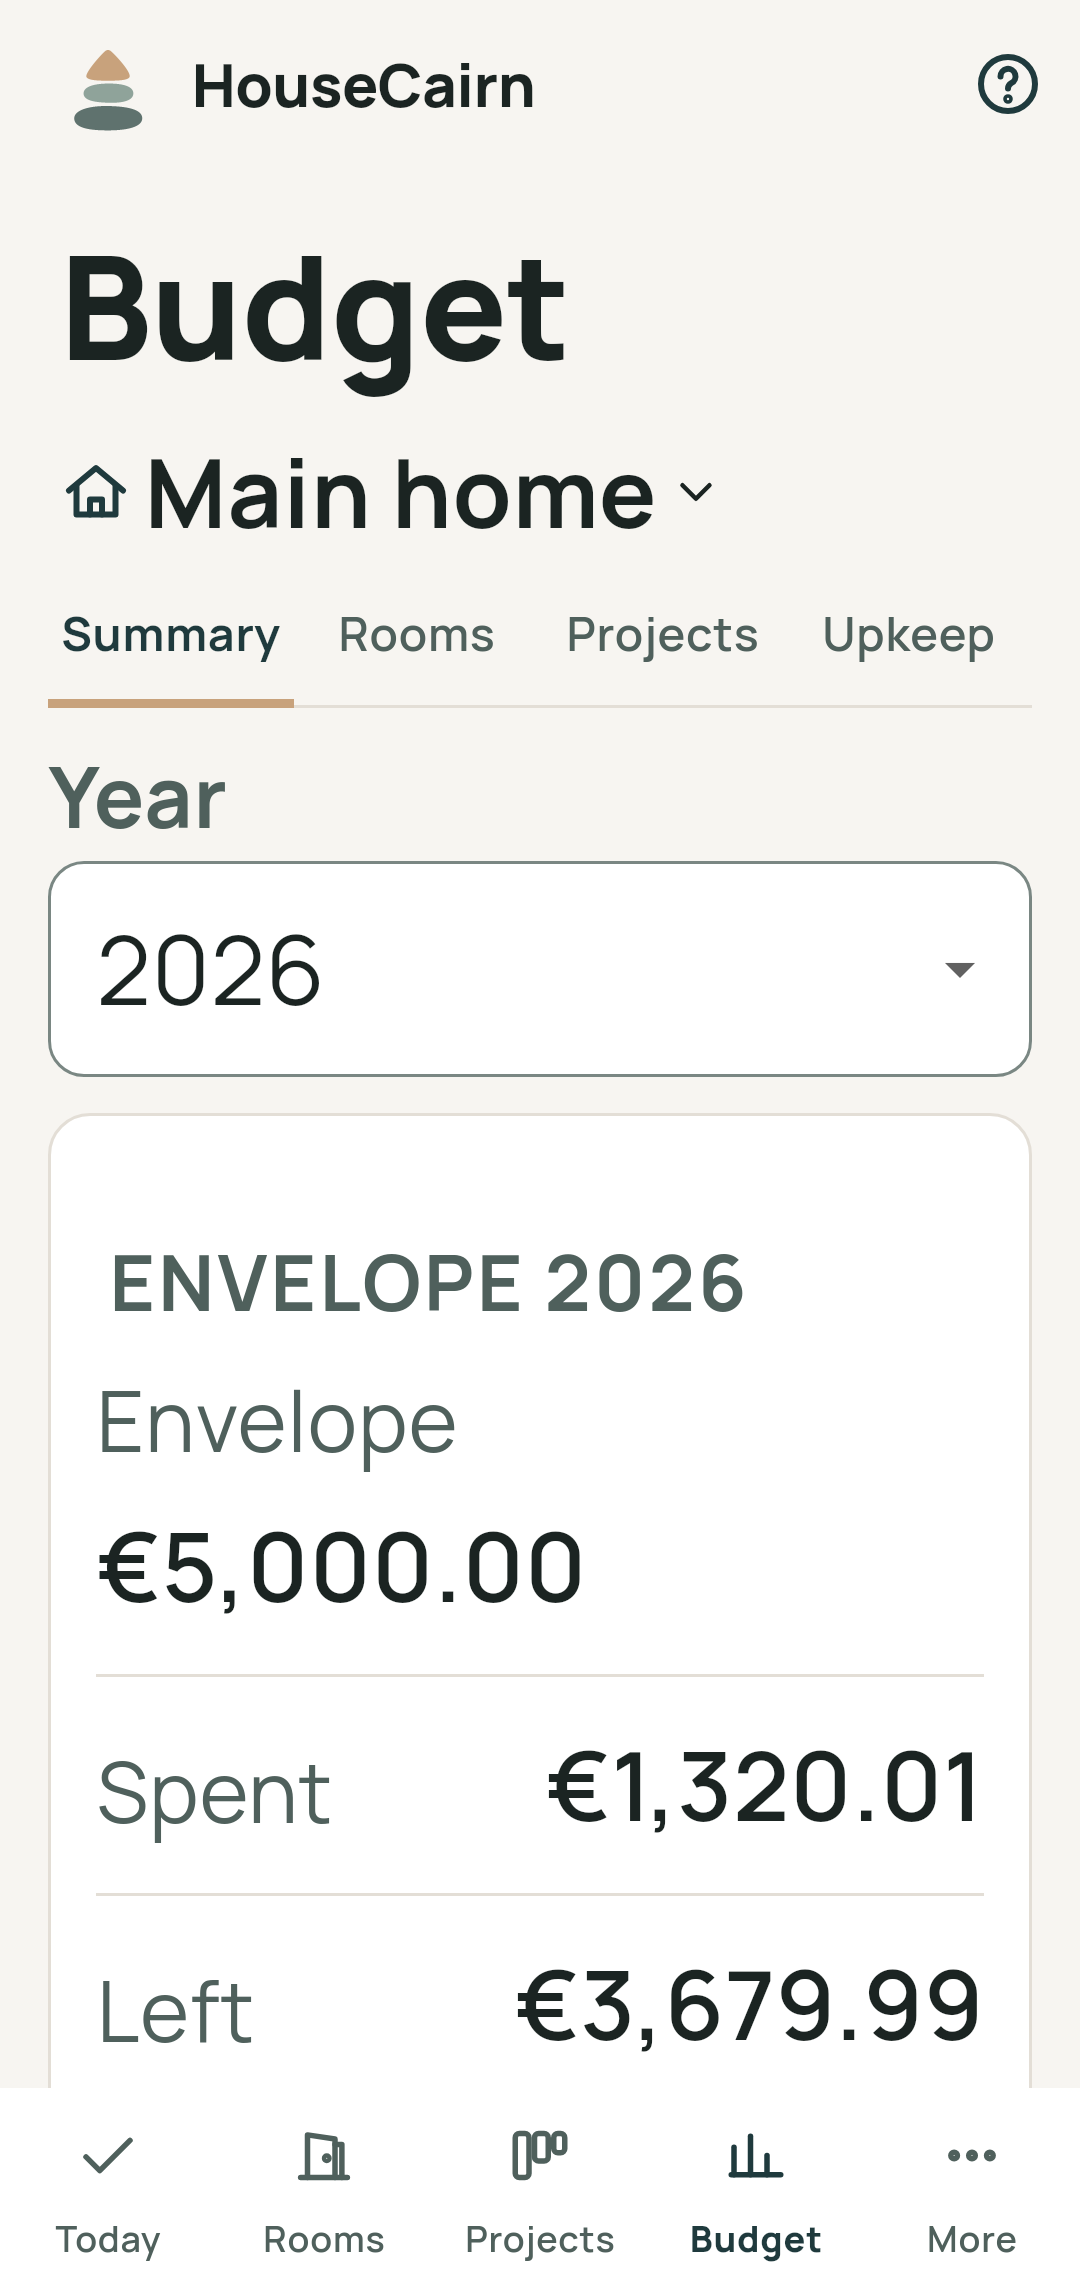 HouseCairn
Budget
Main home
Summary Rooms Projects Upkeep
Year
2026
ENVELOPE 2026
Envelope
€5,000.00
Spent €1,320.01
Left €3,679.99
Today Rooms Projects Budget More